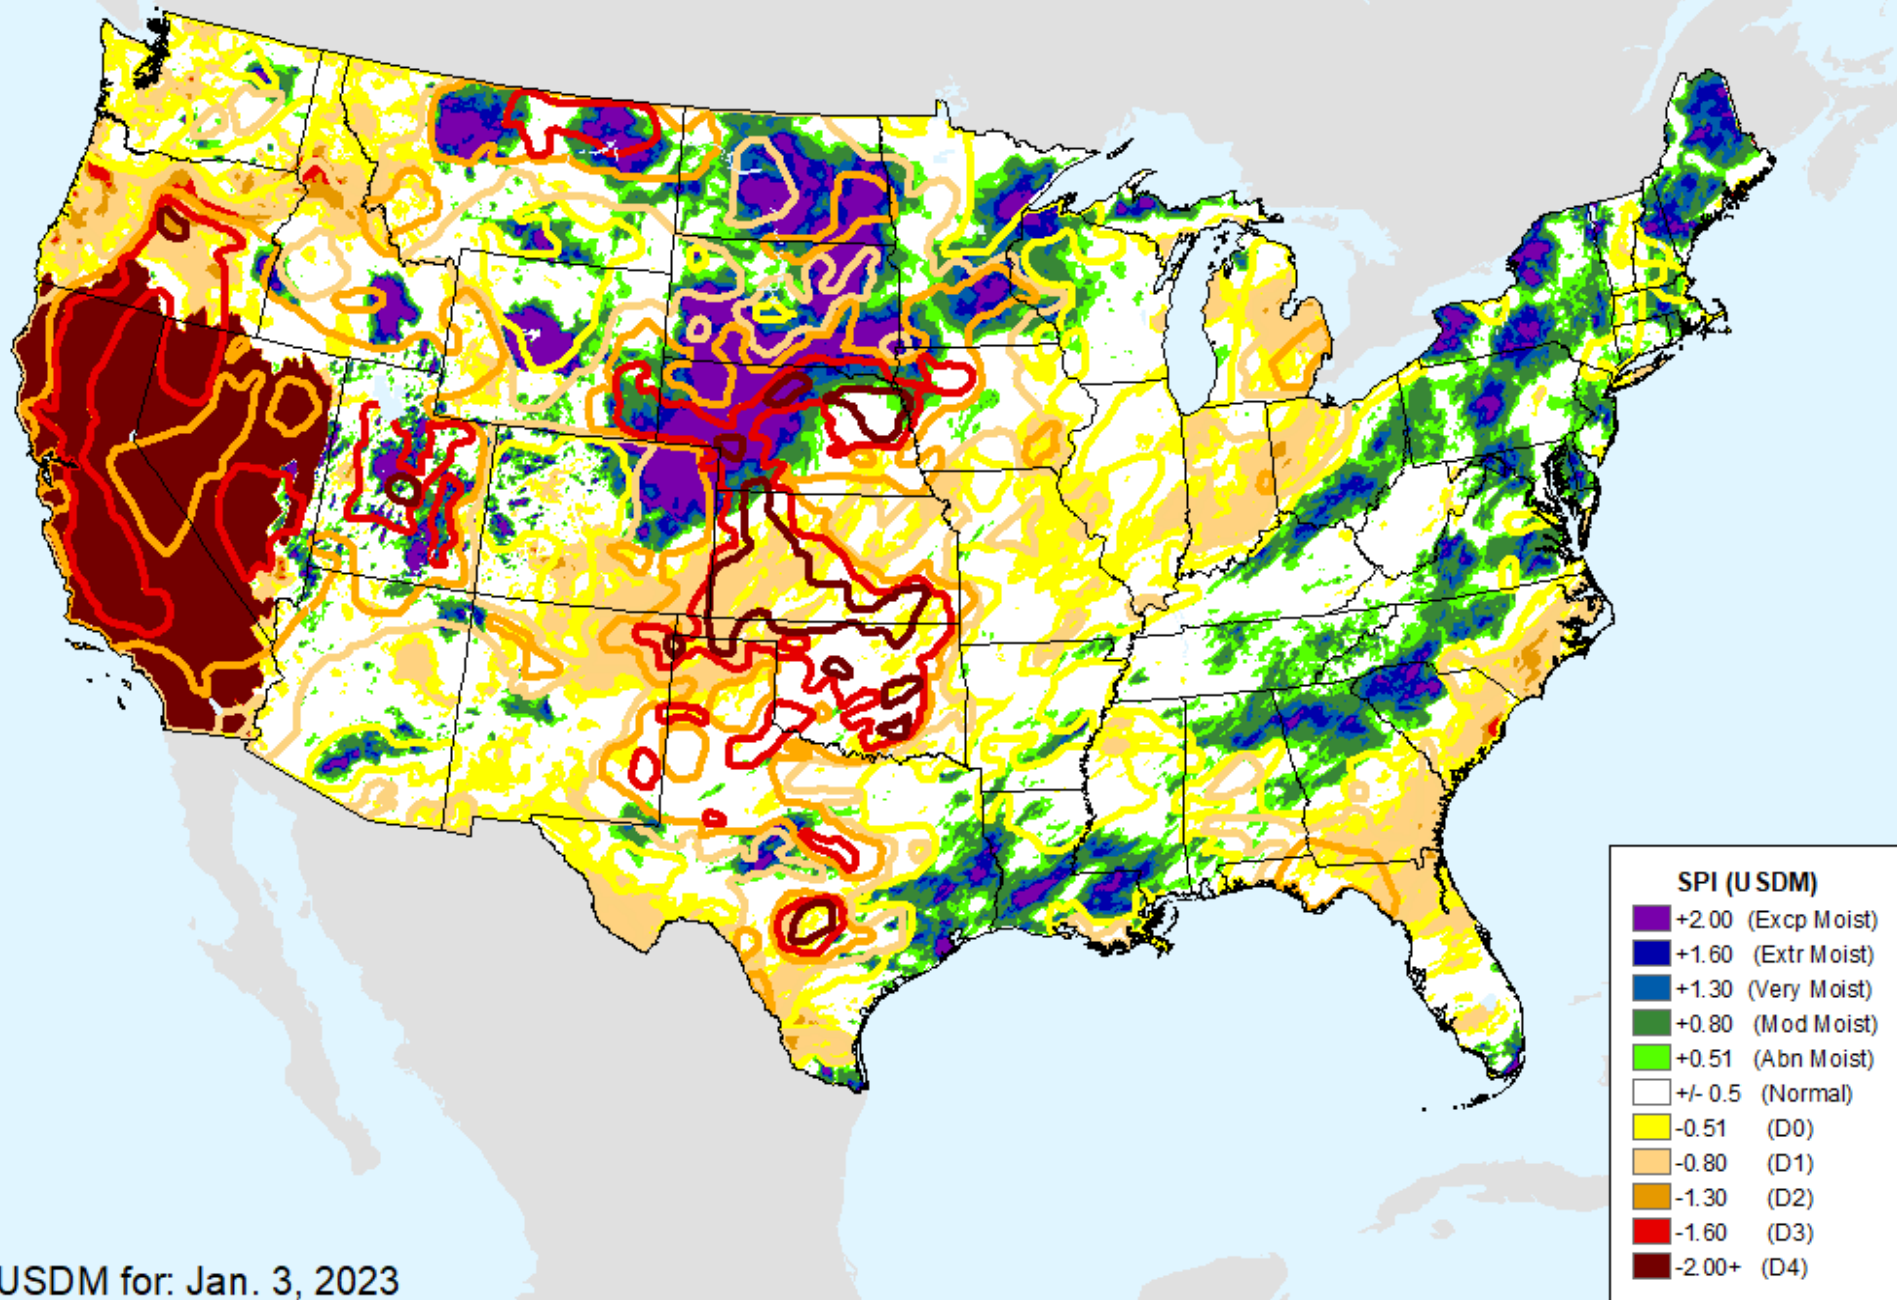 SPI (USDM)
+2.00 (Excp Moist)
+1.60 (Extr Moist)
+1.30 (Very Moist)
+0.80 (Mod Moist)
+0.51 (Abn Moist)
+/- 0.5 (Normal)
-0.51 (D0)
-0.80 (D1)
-1.30 (D2)
-1.60 (D3)
-2.00+ (D4)
USDM for: Jan. 3, 2023